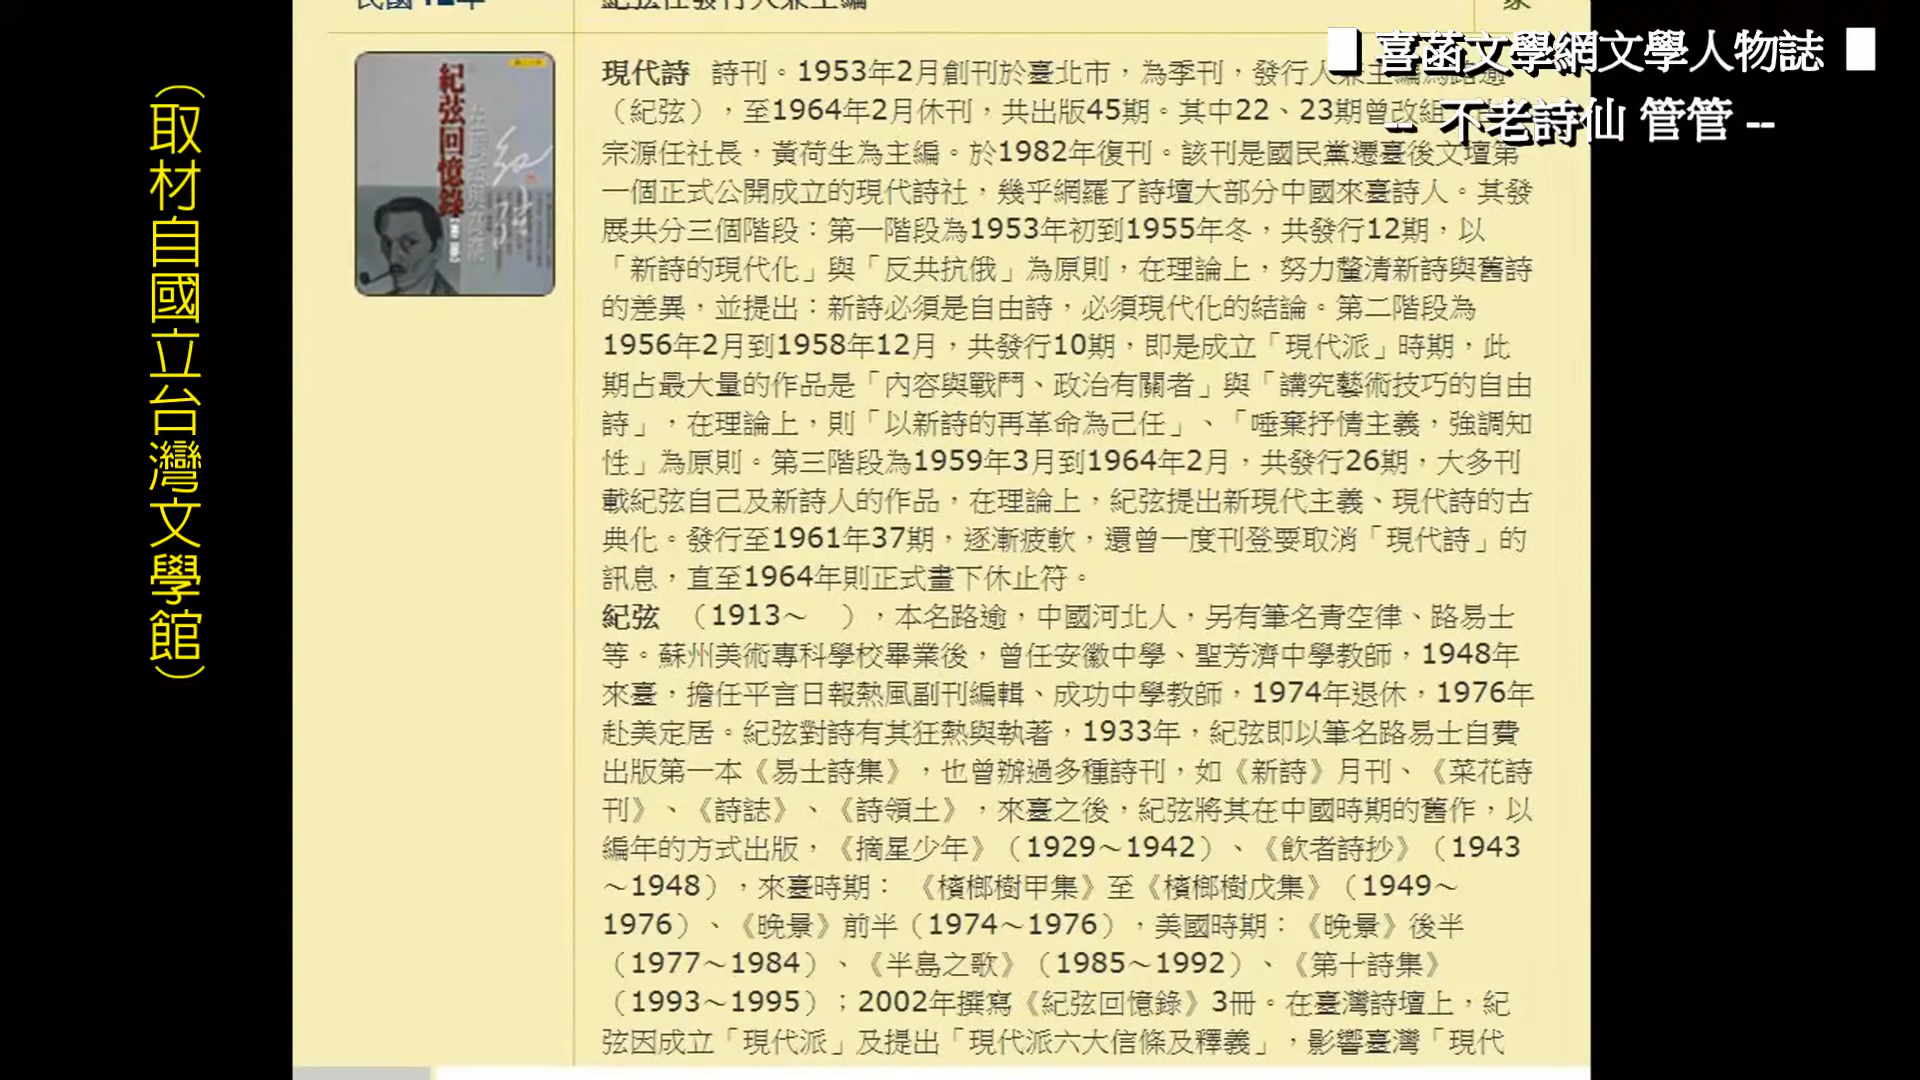 （取材自國立台灣文學館）
█ 喜菡文學網文學人物誌 █
-- 不老詩仙 管管 --
紀弦回憶錄
現代詩 詩刊。1953年2月創刊於臺北市，為季刊，發行人兼主編為路逾
（紀弦），至1964年2月休刊，共出版45期。其中22、23期曾改組
宗源任社長，黃荷生為主編。於1982年復刊。該刊是國民黨遷臺後文壇第
一個正式公開成立的現代詩社，幾乎網羅了詩壇大部分中國來臺詩人。其發
展共分三個階段：第一階段為1953年初到1955年冬，共發行12期，以
「新詩的現代化」與「反共抗俄」為原則，在理論上，努力釐清新詩與舊詩
的差異，並提出：新詩必須是自由詩，必須現代化的結論。第二階段為
1956年2月到1958年12月，共發行10期，即是成立「現代派」時期，此
期占最大量的作品是「內容與戰鬥、政治有關者」與「講究藝術技巧的自由
詩」，在理論上，則「以新詩的再革命為己任」、「唾棄抒情主義，強調知
性」為原則。第三階段為1959年3月到1964年2月，共發行26期，大多刊
載紀弦自己及新詩人的作品，在理論上，紀弦提出新現代主義、現代詩的古
典化。發行至1961年37期，逐漸疲軟，還曾一度刊登要取消「現代詩」的
訊息，直至1964年則正式畫下休止符。
紀弦 （1913～ ），本名路逾，中國河北人，另有筆名青空律、路易士
等。蘇州美術專科學校畢業後，曾任安徽中學、聖芳濟中學教師，1948年
來臺，擔任平言日報熱風副刊編輯、成功中學教師，1974年退休，1976年
赴美定居。紀弦對詩有其狂熱與執著，1933年，紀弦即以筆名路易士自費
出版第一本《易士詩集》，也曾辦過多種詩刊，如《新詩》月刊、《菜花詩
刊》、《詩誌》、《詩領土》，來臺之後，紀弦將其在中國時期的舊作，以
編年的方式出版，《摘星少年》（1929～1942）、《飲者詩抄》（1943
～1948），來臺時期： 《檳榔樹甲集》至《檳榔樹戊集》（1949～
1976）、《晚景》前半（1974～1976），美國時期：《晚景》後半
（1977～1984）、《半島之歌》（1985～1992）、《第十詩集》
（1993～1995）；2002年撰寫《紀弦回憶錄》3冊。在臺灣詩壇上，紀
弦因成立「現代派」及提出「現代派六大信條及釋義」，影響臺灣「現代